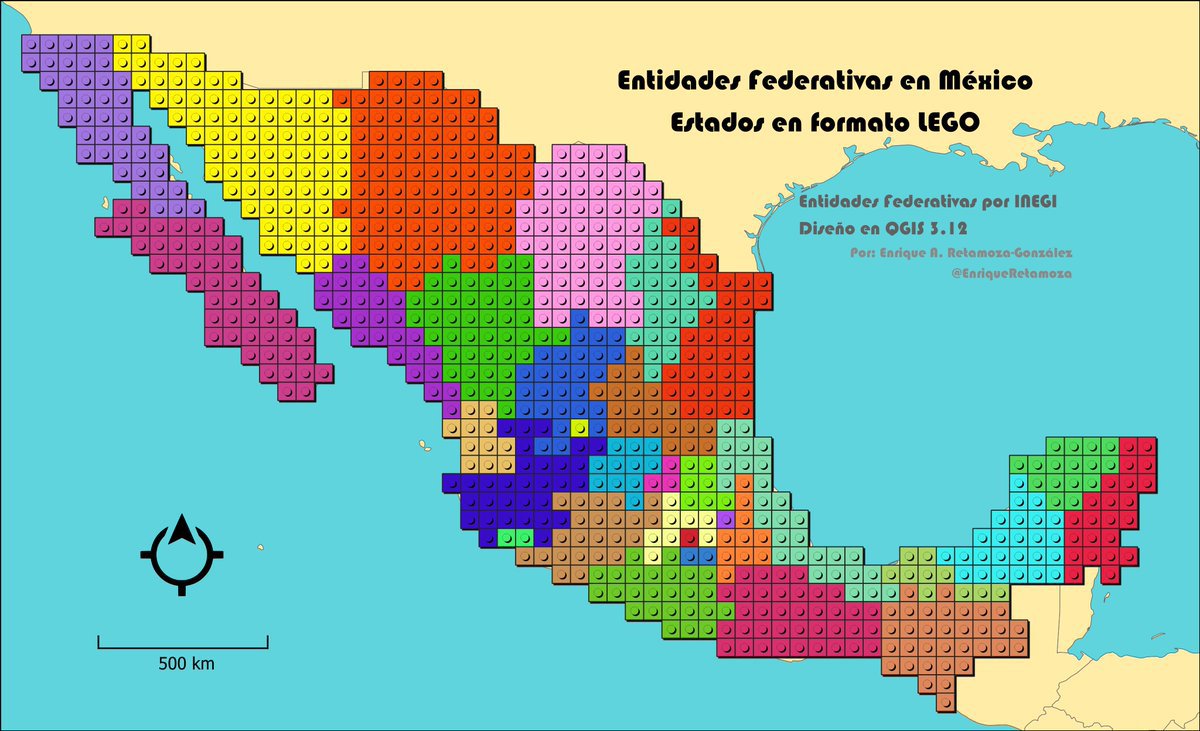 Entidades Federativas en México
Estados en formato LEGO
Entidades Federativas por INEGI
Diseño en QGIS 3.12
Por: Enrique A. Retamoza-González
@EnriqueRetamoza
500 km